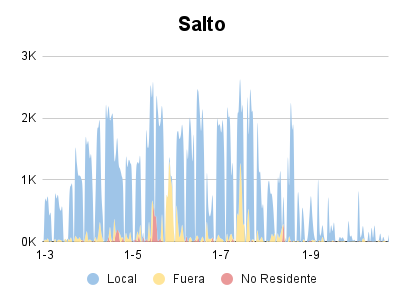 Salto
3K
2K
1K
0K
1-3
1-5
1-7
1-9
Local
Fuera
No Residente